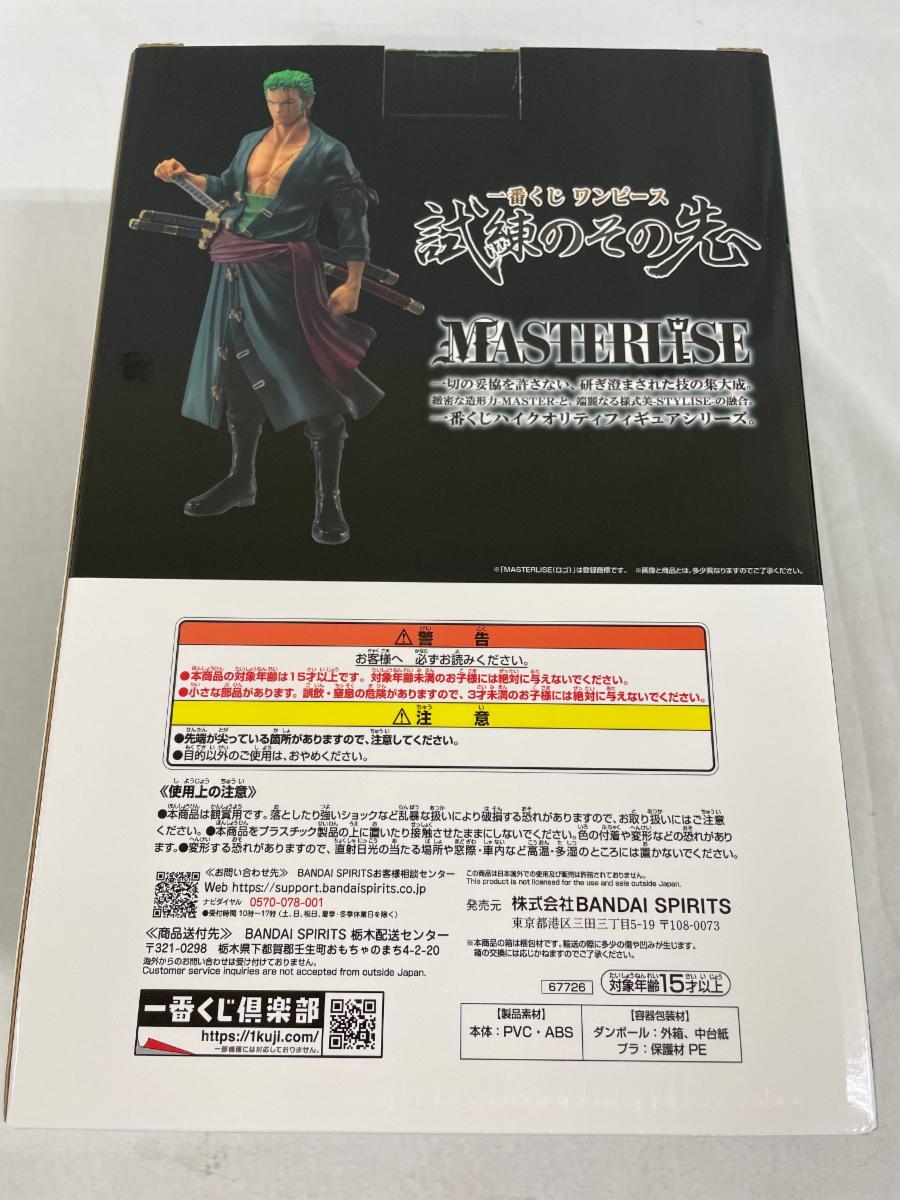 一番くじ ワンピース
試練のその先へ
MASTERLISE
一切の妥協を許さない、研ぎ澄まされた技の集大成。
緻密な造形力-MASTER-と、端麗なる様式美-STYLISE-の融合。
一番くじハイクオリティフィギュアシリーズ。
※「MASTERLISE(ロゴ)」は登録商標です。 ※画像と商品とは、多少異なりますのでご了承ください。
⚠警告
お客様へ 必ずお読みください。
●本商品の対象年齢は15才以上です。対象年齢未満のお子様には絶対に与えないでください。
●小さな部品があります。誤飲・窒息の危険がありますので、3才未満のお子様には絶対に与えないでください。
⚠注意
●先端が尖っている箇所がありますので、注意してください。
●目的以外のご使用は、おやめください。
《使用上の注意》
●本商品は観賞用です。落としたり強いショックなど乱暴な扱いにより破損する恐れがありますので、お取り扱いにはご注意
ください。●本商品をプラスチック製品の上に置いたり接触させたままにしないでください。色の付着や変形などの恐れがあり
ます。●変形する恐れがありますので、直射日光の当たる場所や窓際・車内など高温・多湿のところには置かないでください。
≪お問い合わせ先≫ BANDAI SPIRITSお客様相談センター
Web https://support.bandaispirits.co.jp
ナビダイヤル 0570-078-001
●受付時間 10時～17時(土、日、祝日、夏季・冬季休業日を除く)
≪商品送付先≫ BANDAI SPIRITS 栃木配送センター
〒321-0298 栃木県下都賀郡壬生町おもちゃのまち4-2-20
海外からのお問い合わせは受け付けておりません。
Customer service inquiries are not accepted from outside Japan.
一番くじ倶楽部
https://1kuji.com/
一部機種には対応しておりません。
この商品は日本国外での使用及び販売は許諾されておりません。
This product is not licensed for the use and sale outside Japan.
発売元 株式会社BANDAI SPIRITS
東京都港区三田三丁目5-19 〒108-0073
※本商品の箱は梱包材です。輸送の際に多少の傷や凹みが生じます。
箱の交換には応じかねますのでご了承ください。
67726
対象年齢15才以上
【製品素材】
本体：PVC・ABS
【容器包装材】
ダンボール：外箱、中台紙
プラ：保護材 PE